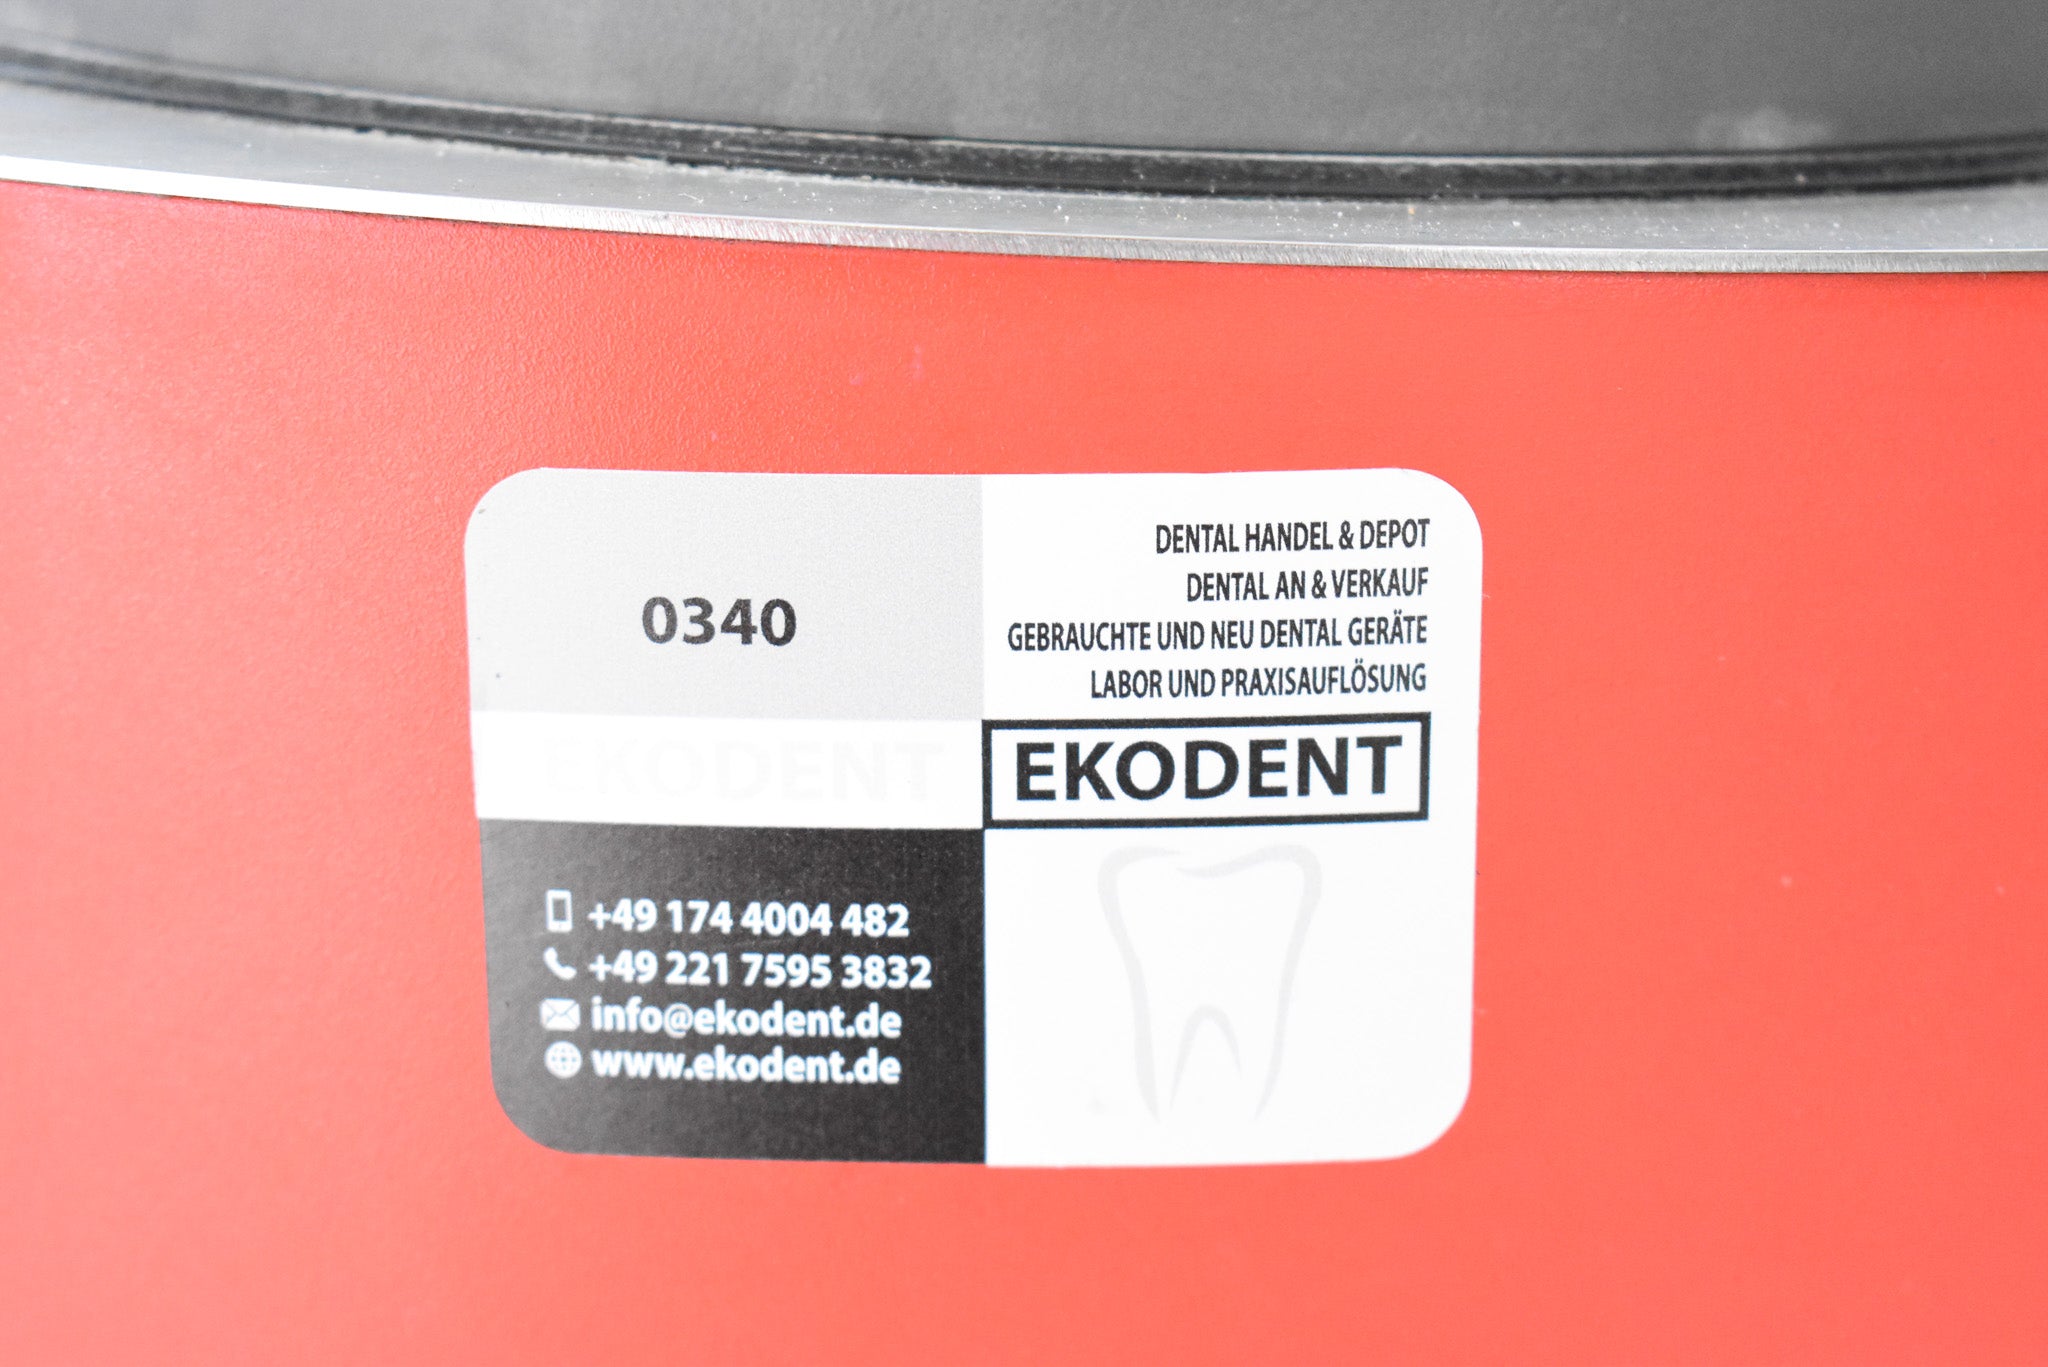 0340
DENTAL HANDEL & DEPOT
DENTAL AN & VERKAUF
GEBRAUCHTE UND NEU DENTAL GERÄTE
LABOR UND PRAXISAUFLÖSUNG
EKODENT
EKODENT
+49 174 4004 482
+49 221 7595 3832
info@ekodent.de
www.ekodent.de